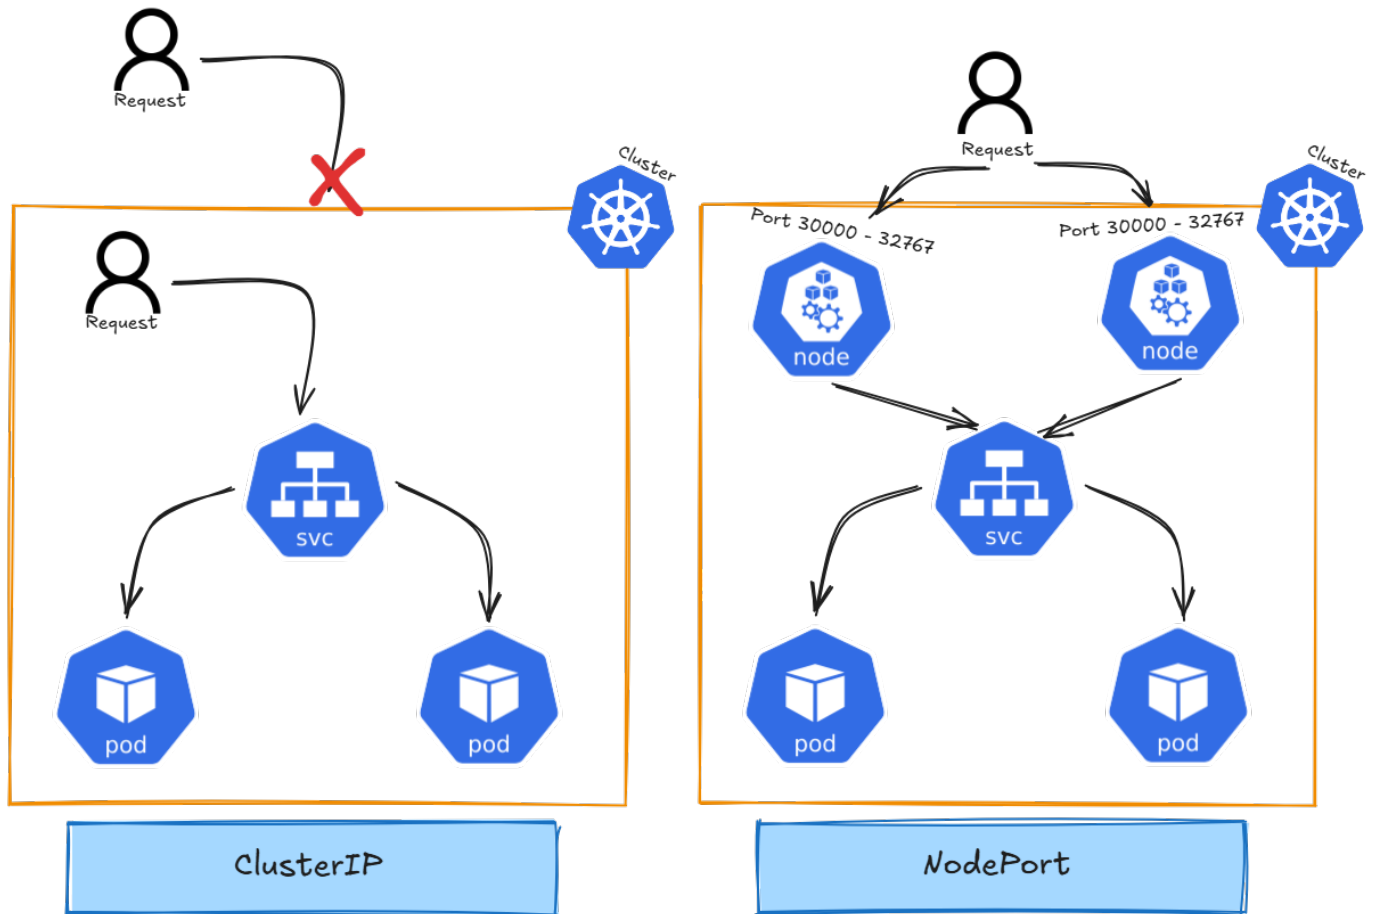 Request
Cluster
Request
svc
pod
pod
ClusterIP
Request
Cluster
Port 30000 - 32767
Port 30000 - 32767
node
node
svc
pod
pod
NodePort